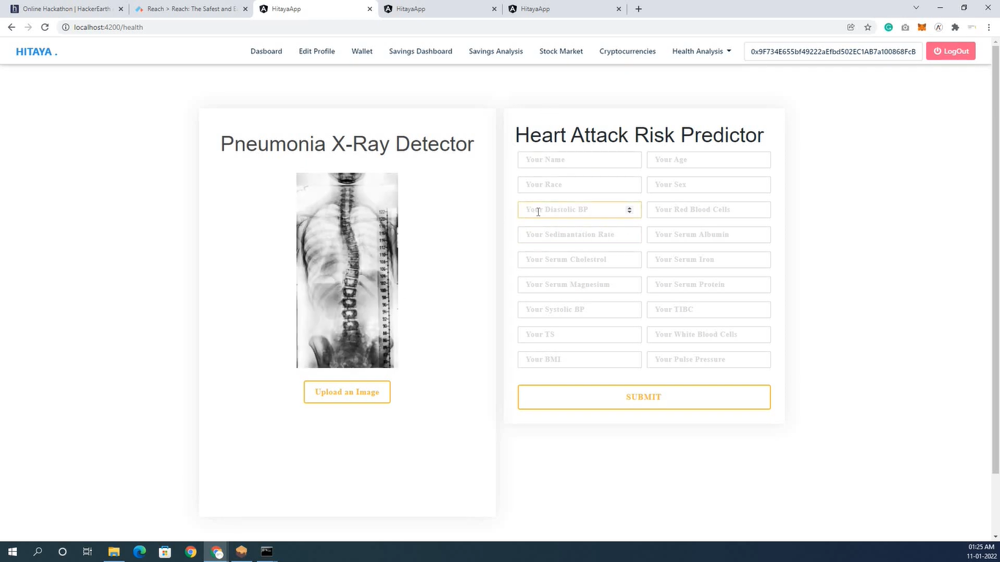 Online Hackathon | HackerEarth
Reach > Reach: The Safest and E
HitayaApp
HitayaApp
HitayaApp
localhost:4200/health
HITAYA .
Dasboard
Edit Profile
Wallet
Savings Dashboard
Savings Analysis
Stock Market
Cryptocurrencies
Health Analysis
0x9F734E655bf49222aEfbd502EC1AB7a100868FcB
LogOut
Pneumonia X-Ray Detector
Upload an Image
Heart Attack Risk Predictor
Your Name
Your Age
Your Race
Your Sex
Your Diastolic BP
Your Red Blood Cells
Your Sedimantation Rate
Your Serum Albumin
Your Serum Cholestrol
Your Serum Iron
Your Serum Magnesium
Your Serum Protein
Your Systolic BP
Your TIBC
Your TS
Your White Blood Cells
Your BMI
Your Pulse Pressure
SUBMIT
01:25 AM
11-01-2022